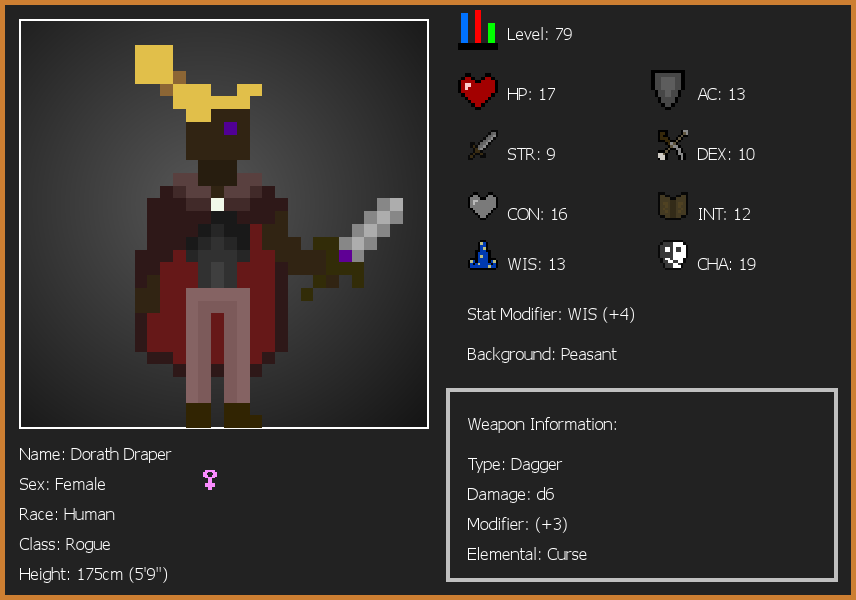 Level: 79
HP: 17
AC: 13
STR: 9
DEX: 10
CON: 16
INT: 12
WIS: 13
CHA: 19
Stat Modifier: WIS (+4)
Background: Peasant
Weapon Information:
Type: Dagger
Damage: d6
Modifier: (+3)
Elemental: Curse
Name: Dorath Draper
Sex: Female
Race: Human
Class: Rogue
Height: 175cm (5'9")